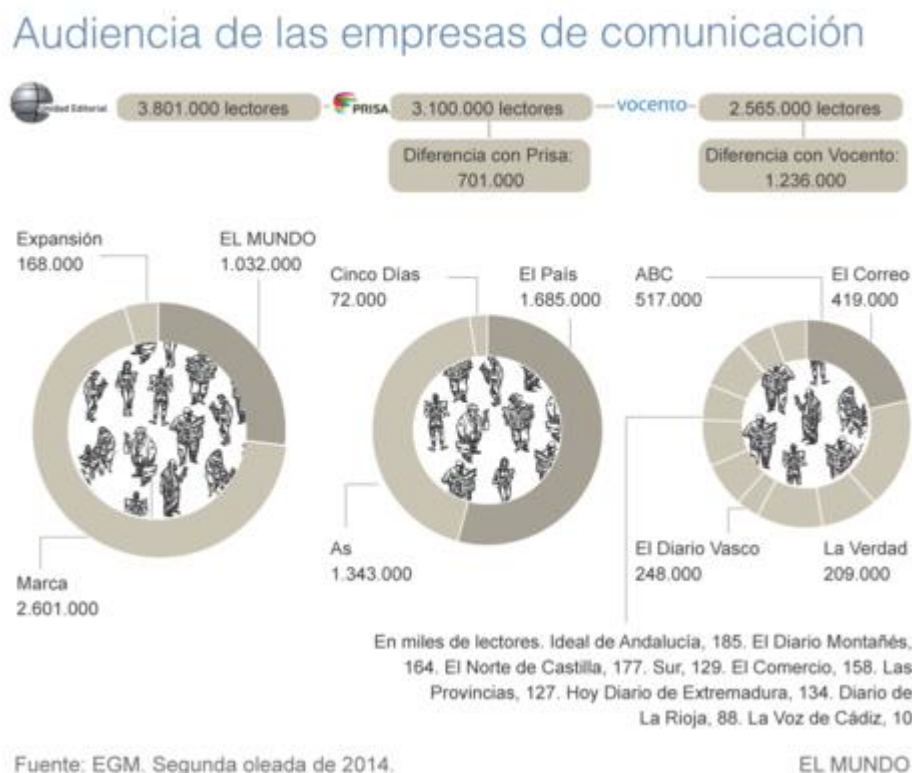 Audiencia de las empresas de comunicación
Unidad Editorial
3.801.000 lectores
PRISA
3.100.000 lectores
vocento
2.565.000 lectores
Diferencia con Prisa:
701.000
Diferencia con Vocento:
1.236.000
Expansión
168.000
EL MUNDO
1.032.000
Marca
2.601.000
Cinco Días
72.000
El País
1.685.000
As
1.343.000
ABC
517.000
El Correo
419.000
El Diario Vasco
248.000
La Verdad
209.000
En miles de lectores. Ideal de Andalucía, 185. El Diario Montañés,
164. El Norte de Castilla, 177. Sur, 129. El Comercio, 158. Las
Provincias, 127. Hoy Diario de Extremadura, 134. Diario de
La Rioja, 88. La Voz de Cádiz, 10
Fuente: EGM. Segunda oleada de 2014.
EL MUNDO